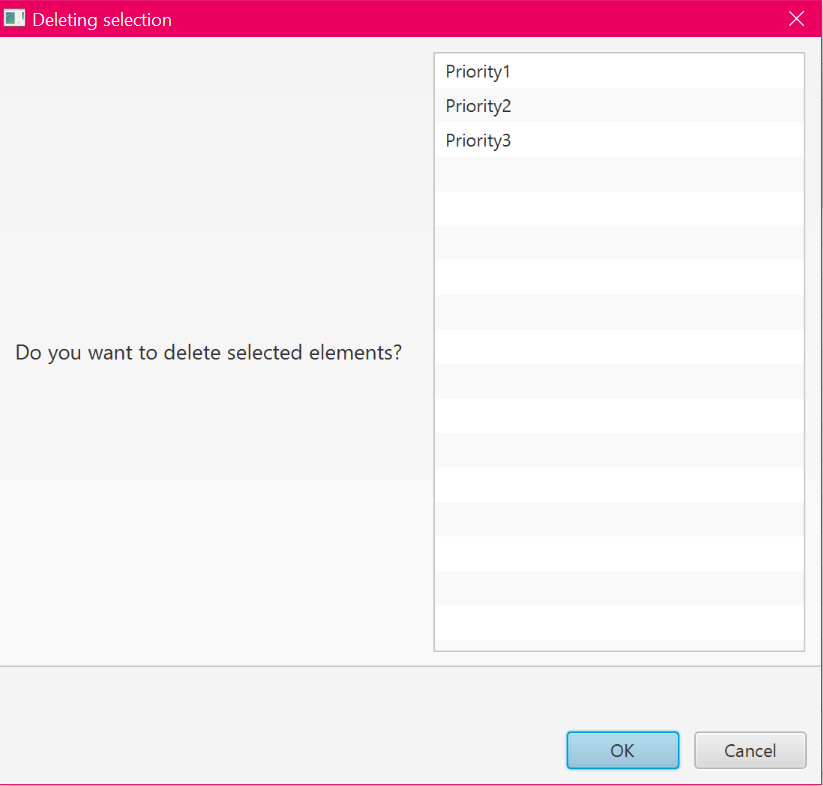 Deleting selection
Priority1
Priority2
Priority3
Do you want to delete selected elements?
OK
Cancel